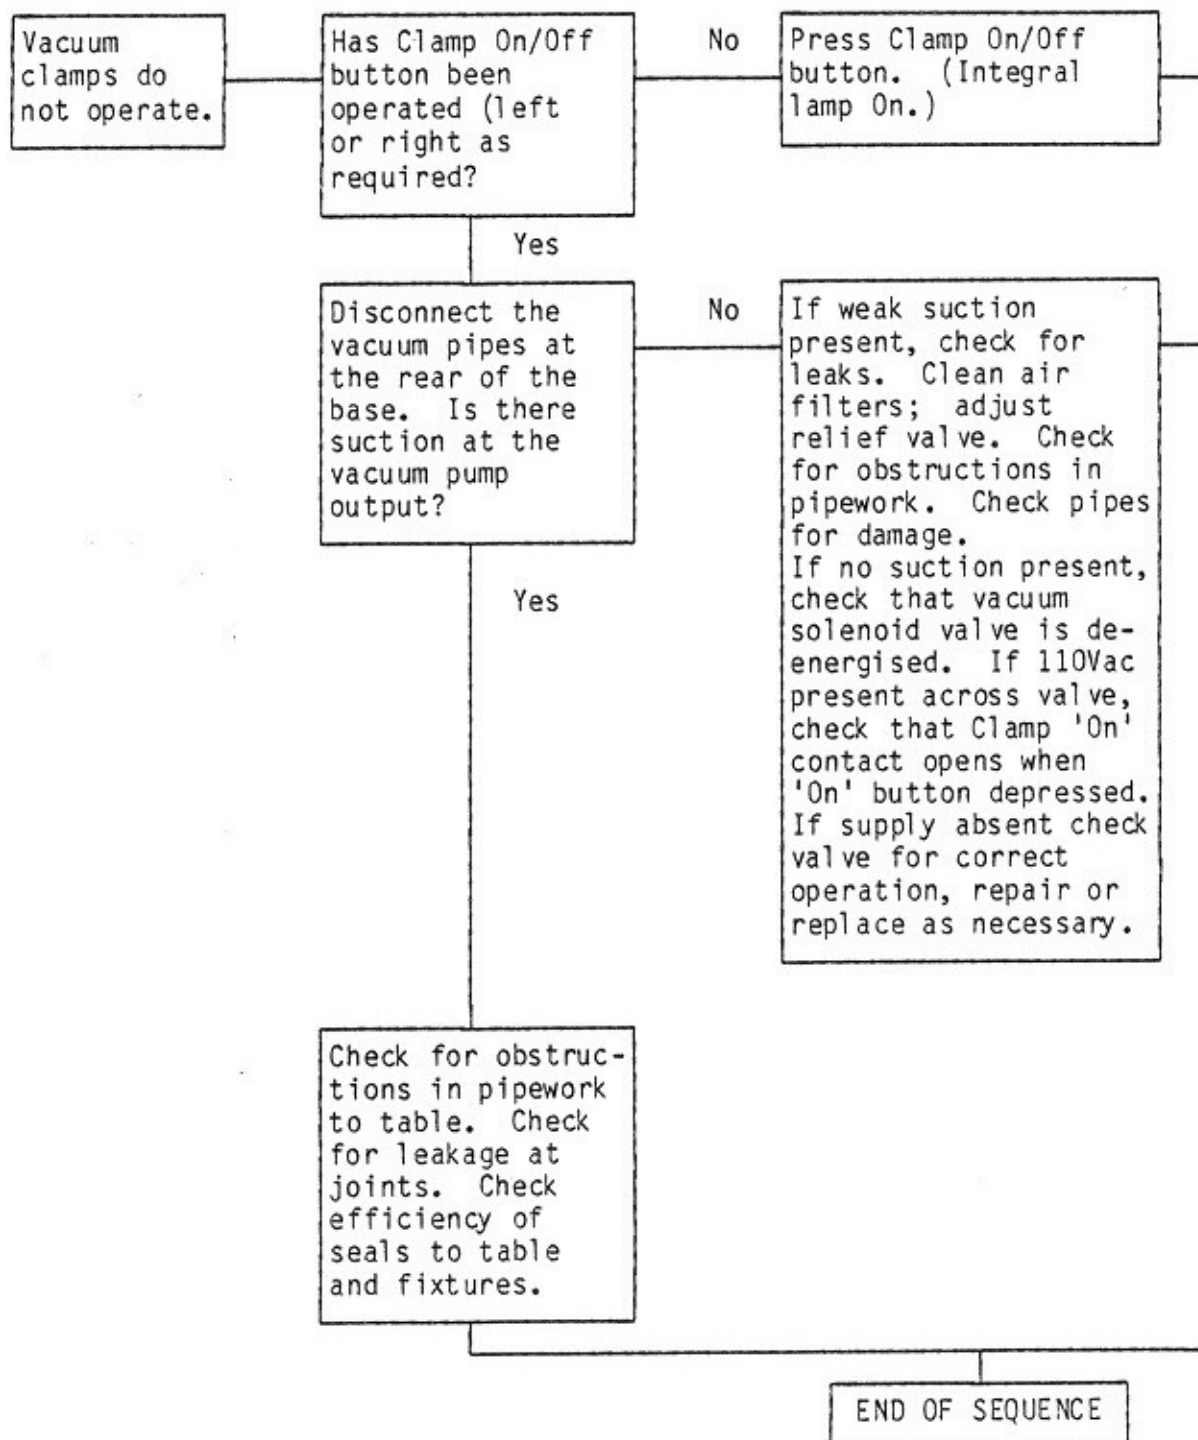 Vacuum
clamps do
not operate.
Has Clamp On/Off
button been
operated (left
or right as
required?
No
Press Clamp On/Off
button. (Integral
lamp On.)
Yes
Disconnect the
vacuum pipes at
the rear of the
base. Is there
suction at the
vacuum pump
output?
No
If weak suction
present, check for
leaks. Clean air
filters; adjust
relief valve. Check
for obstructions in
pipework. Check pipes
for damage.
If no suction present,
check that vacuum
solenoid valve is de-
energised. If 110Vac
present across valve,
check that Clamp 'On'
contact opens when
'On' button depressed.
If supply absent check
valve for correct
operation, repair or
replace as necessary.
Yes
Check for obstruc-
tions in pipework
to table. Check
for leakage at
joints. Check
efficiency of
seals to table
and fixtures.
END OF SEQUENCE